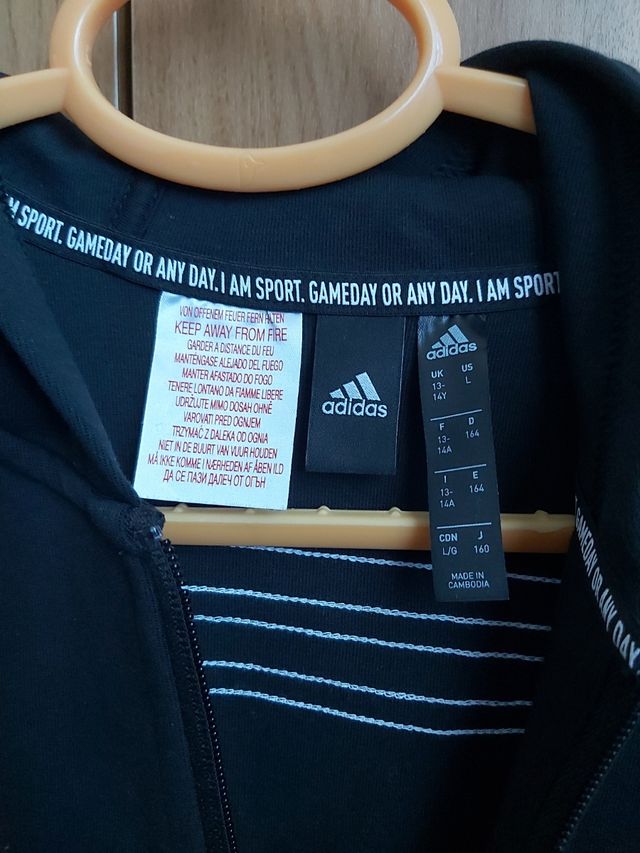 M SPORT. GAMEDAY OR ANY DAY. I AM SPORT. GAMEDAY OR ANY DAY. I AM SPORT
VON OFFENEM FEUER FERN HALTEN
KEEP AWAY FROM FIRE
GARDER A DISTANCE DU FEU
MANTÉNGASE ALEJADO DEL FUEGO
MANTER AFASTADO DO FOGO
TENERE LONTANO DA FIAMME LIBERE
UDRŽUJTE MIMO DOSAH OHNĚ
VAROVATI PRED OGNJEM
TRZYMAĆ Z DALEKA OD OGNIA
NIET IN DE BUURT VAN VUUR HOUDEN
MÅ IKKE KOMME I NÆRHEDEN AF ÅBEN ILD
ДА СЕ ПАЗИ ДАЛЕЧ ОТ ОГЪН
adidas
adidas
UK US
13- L
14Y
F D
13- 164
14A
I E
13- 164
14A
CDN J
L/G 160
MADE IN
CAMBODIA
GAMEDAY OR ANY DAY